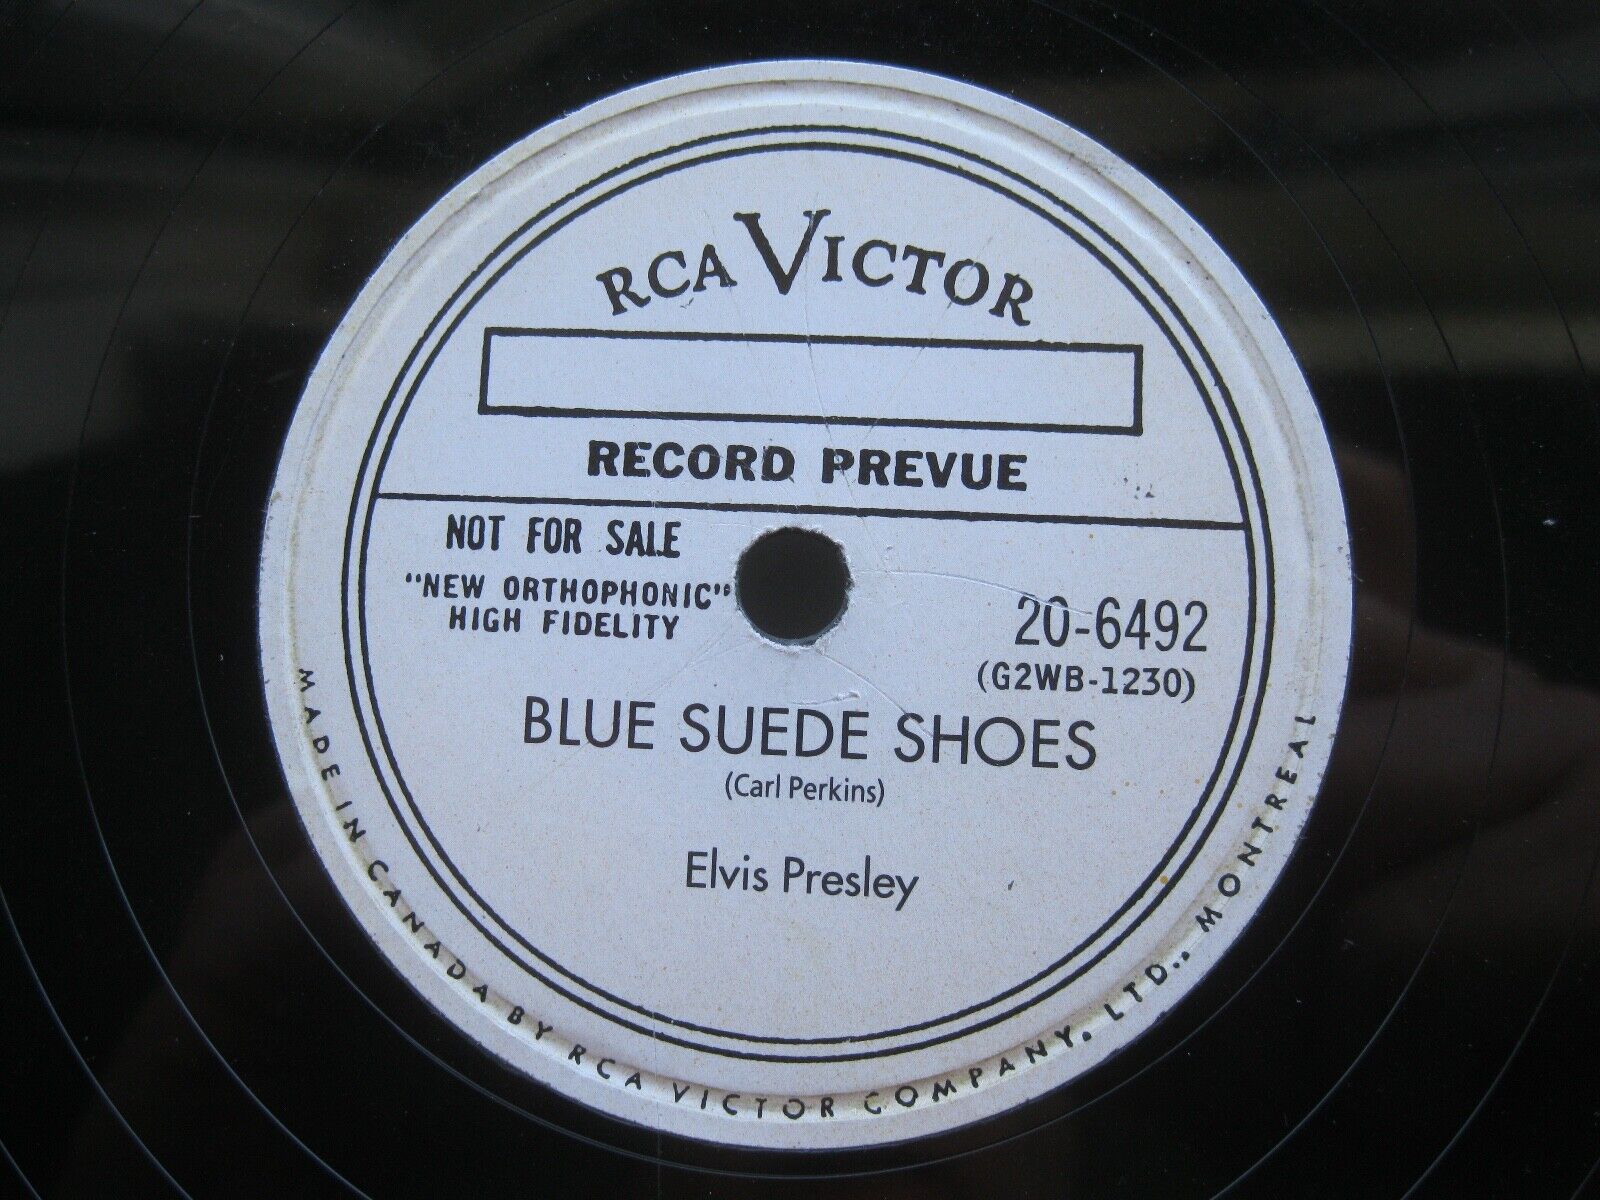 RCA VICTOR
RECORD PREVUE
NOT FOR SALE
"NEW ORTHOPHONIC"
HIGH FIDELITY
20-6492
(G2WB-1230)
BLUE SUEDE SHOES
(Carl Perkins)
Elvis Presley
MADE IN CANADA BY RCA VICTOR COMPANY, LTD., MONTREAL